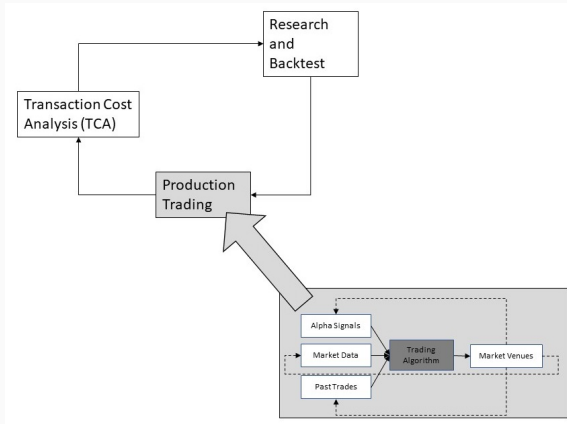 Research
and
Backtest
Transaction Cost
Analysis (TCA)
Production
Trading
Alpha Signals
Market Data
Trading
Algorithm
Market Venues
Past Trades